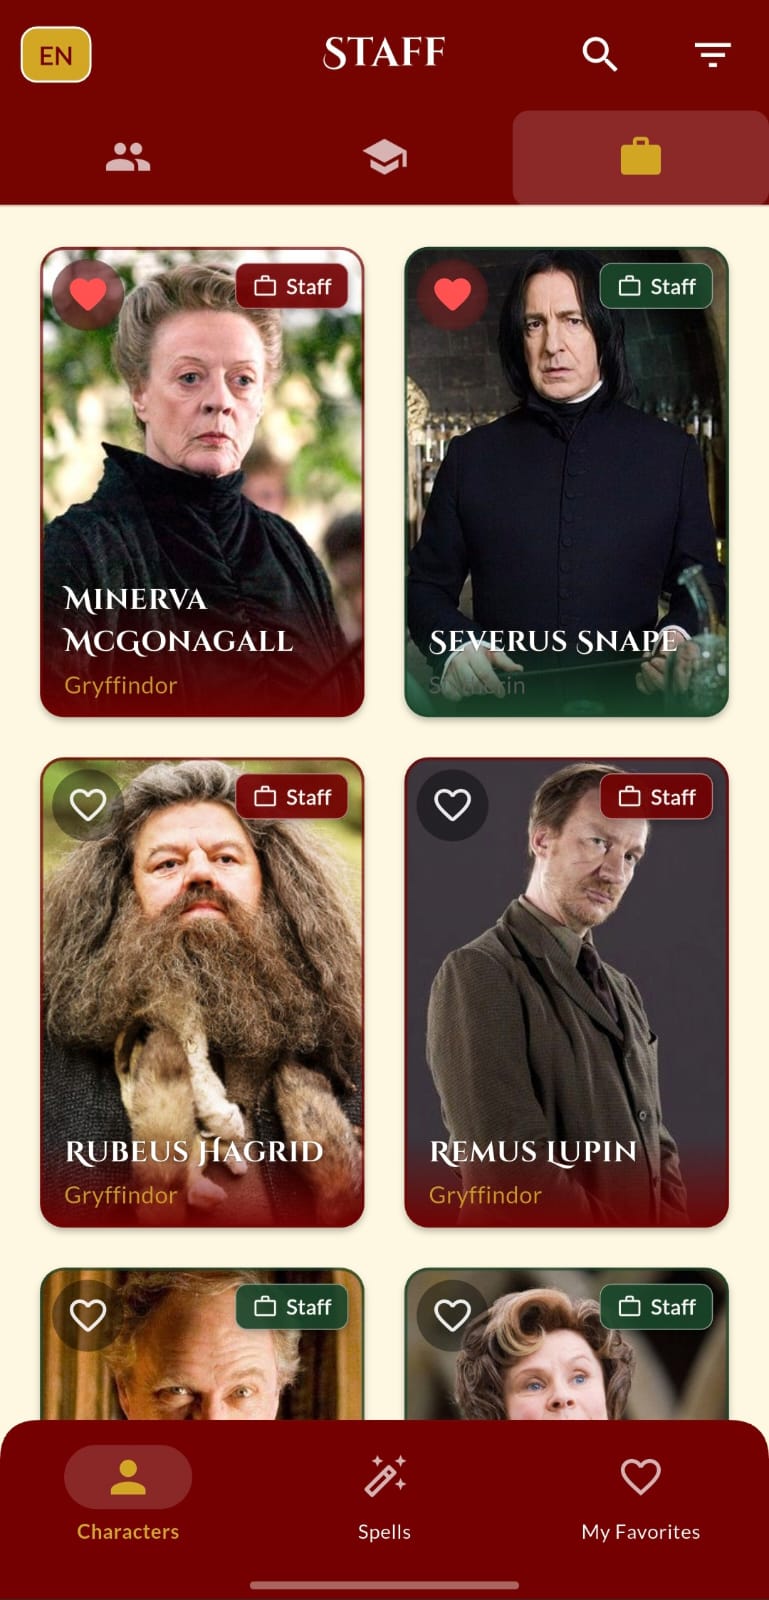 EN
STAFF
Staff
MINERVA
MCGONAGALL
Gryffindor
Staff
SEVERUS SNAPE
Slytherin
Staff
RUBEUS HAGRID
Gryffindor
Staff
REMUS LUPIN
Gryffindor
Staff
Staff
Characters
Spells
My Favorites